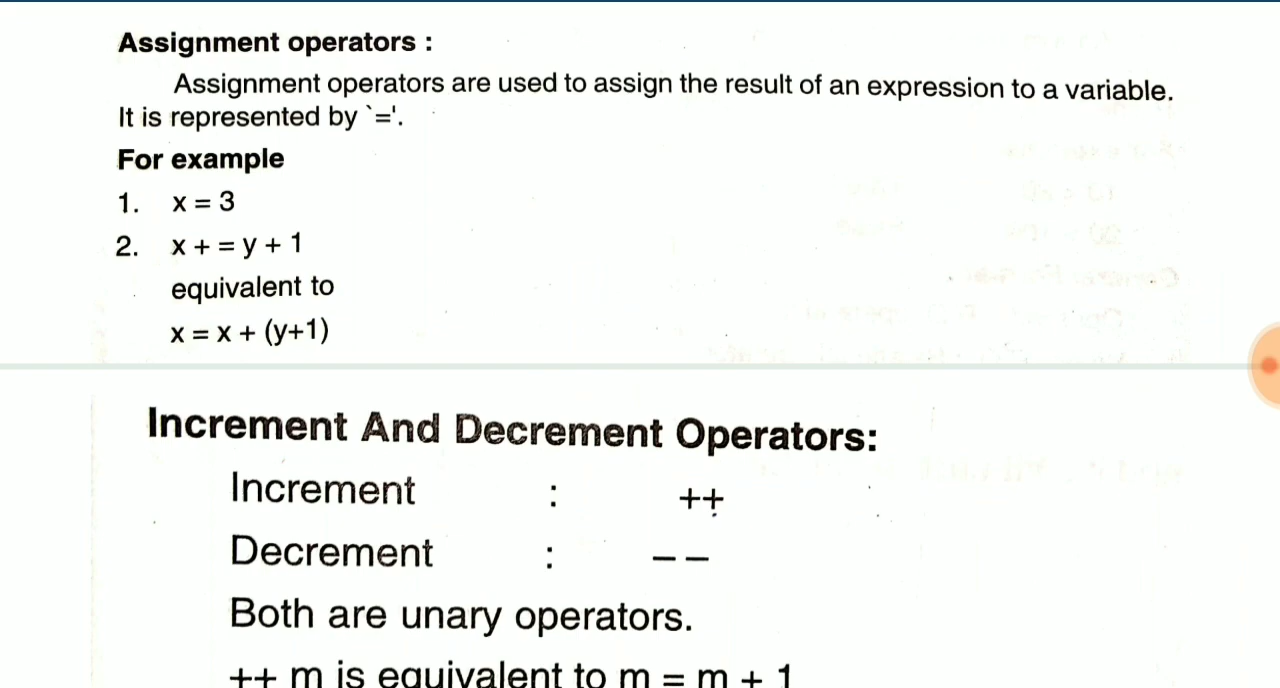 Assignment operators :
Assignment operators are used to assign the result of an expression to a variable.
It is represented by `='.
For example
1. x = 3
2. x + = y + 1
equivalent to
x = x + (y+1)
Increment And Decrement Operators:
Increment : ++
Decrement : – –
Both are unary operators.
++ m is equivalent to m = m + 1